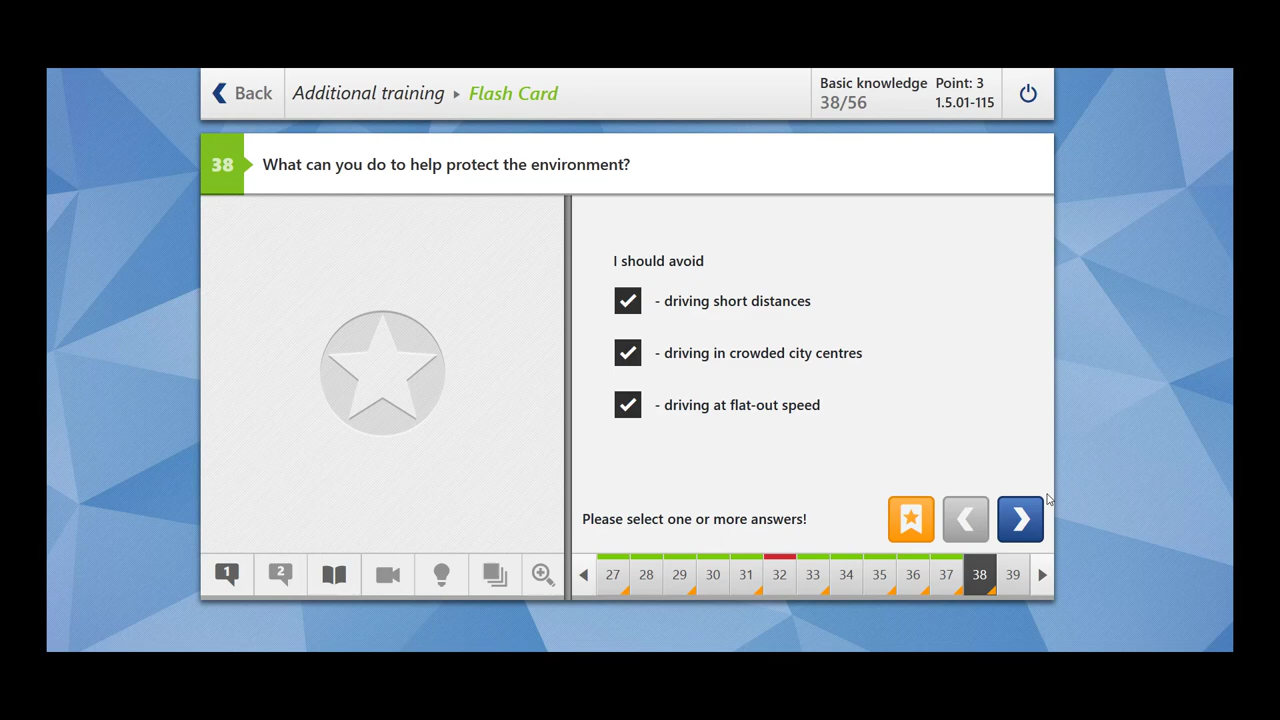 Back
Additional training ▸ Flash Card
Basic knowledge Point: 3
38/56 1.5.01-115
38 What can you do to help protect the environment?
I should avoid
- driving short distances
- driving in crowded city centres
- driving at flat-out speed
Please select one or more answers!
1 2
27 28 29 30 31 32 33 34 35 36 37 38 39